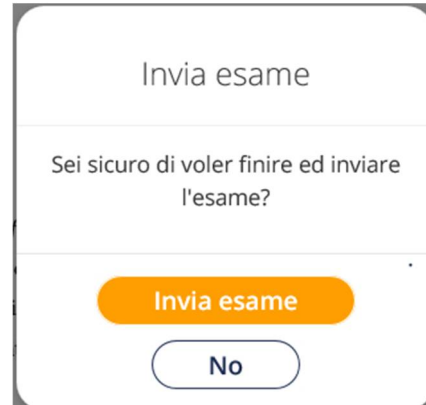 Invia esame
Sei sicuro di voler finire ed inviare
l'esame?
Invia esame
No